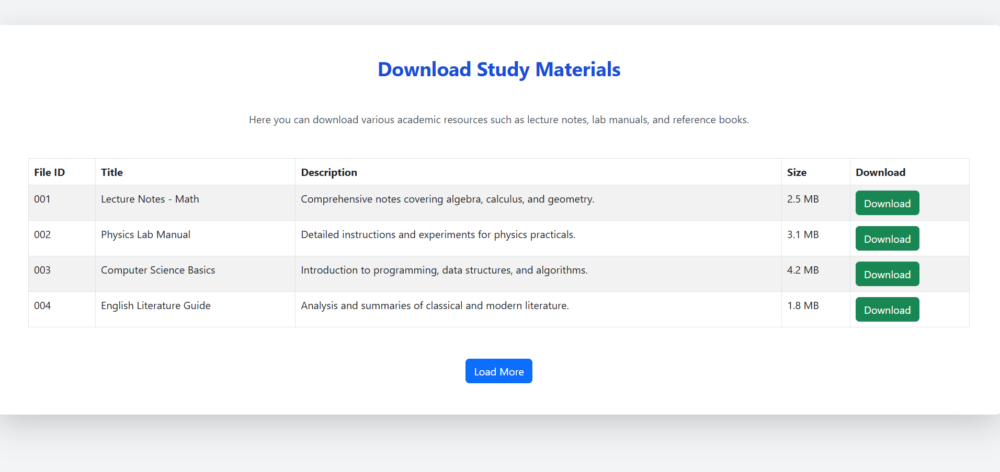 Download Study Materials
Here you can download various academic resources such as lecture notes, lab manuals, and reference books.
File ID Title Description Size Download
001 Lecture Notes - Math Comprehensive notes covering algebra, calculus, and geometry. 2.5 MB Download
002 Physics Lab Manual Detailed instructions and experiments for physics practicals. 3.1 MB Download
003 Computer Science Basics Introduction to programming, data structures, and algorithms. 4.2 MB Download
004 English Literature Guide Analysis and summaries of classical and modern literature. 1.8 MB Download
Load More